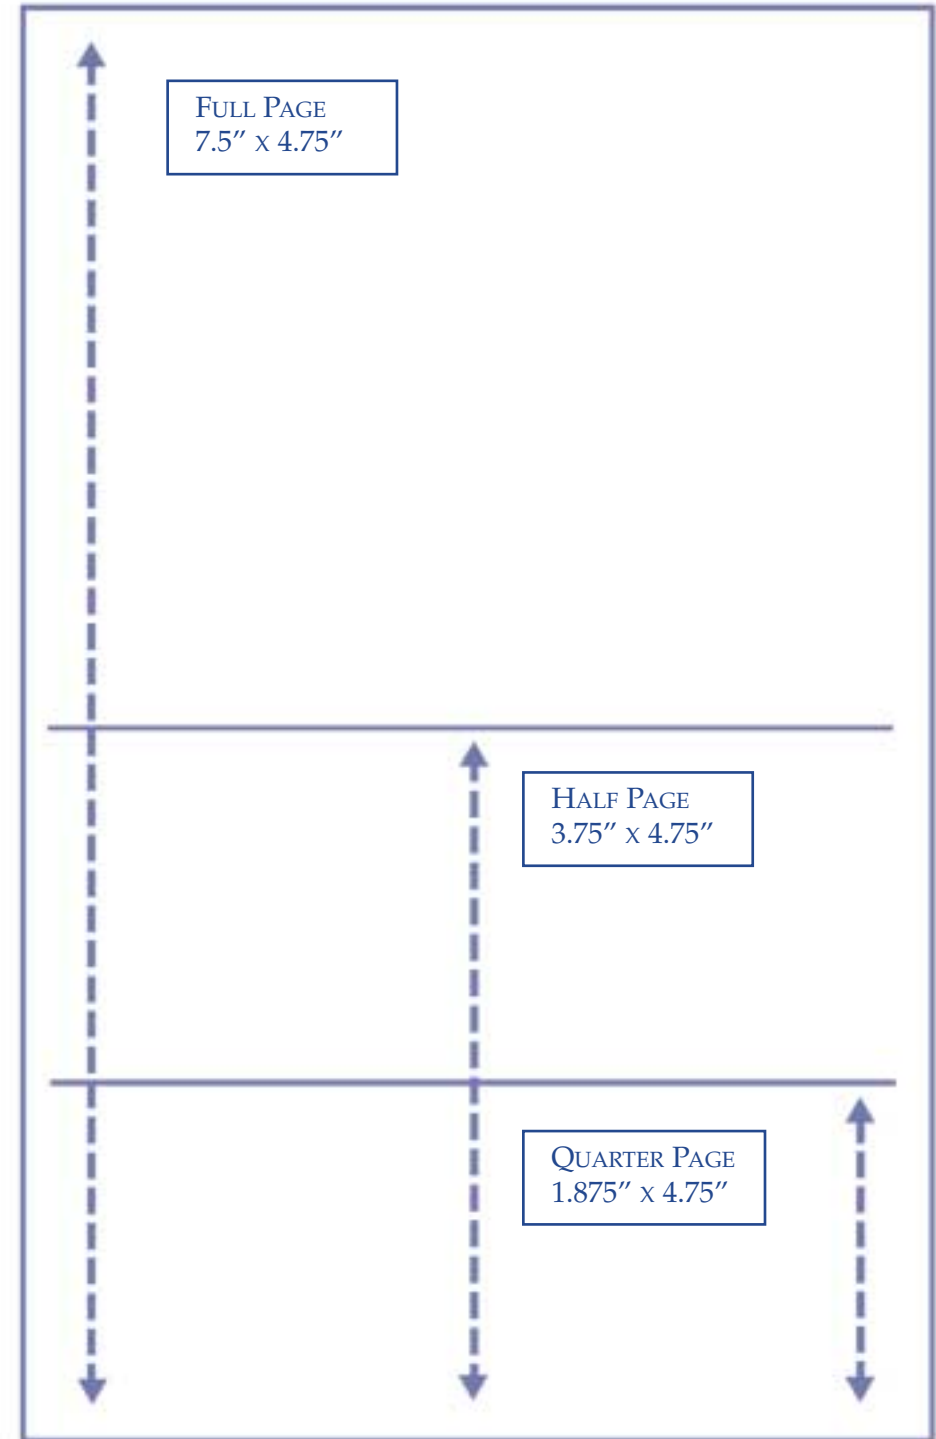 Full Page
7.5″ x 4.75″
Half Page
3.75″ x 4.75″
Quarter Page
1.875″ x 4.75″